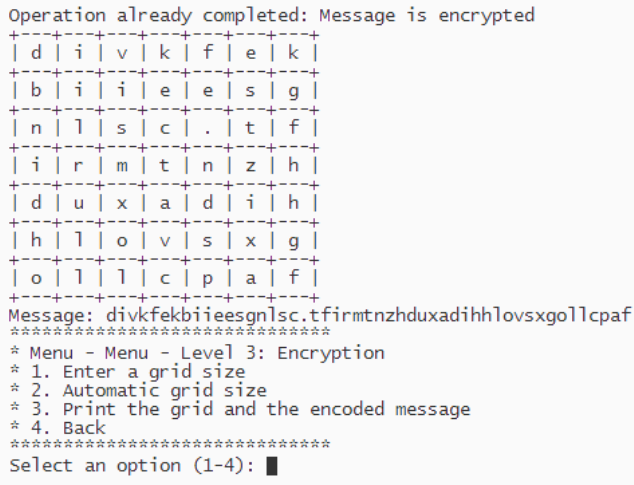 Operation already completed: Message is encrypted
+---+---+---+---+---+---+---+
| d | i | v | k | f | e | k |
+---+---+---+---+---+---+---+
| b | i | i | e | e | s | g |
+---+---+---+---+---+---+---+
| n | l | s | c | . | t | f |
+---+---+---+---+---+---+---+
| i | r | m | t | n | z | h |
+---+---+---+---+---+---+---+
| d | u | x | a | d | i | h |
+---+---+---+---+---+---+---+
| h | l | o | v | s | x | g |
+---+---+---+---+---+---+---+
| o | l | l | c | p | a | f |
+---+---+---+---+---+---+---+
Message: divkfekbiieesgnlsc.tfirmtnzhduxadihhlovsxgollcpaf
******************************
* Menu - Menu - Level 3: Encryption
* 1. Enter a grid size
* 2. Automatic grid size
* 3. Print the grid and the encoded message
* 4. Back
******************************
Select an option (1-4):